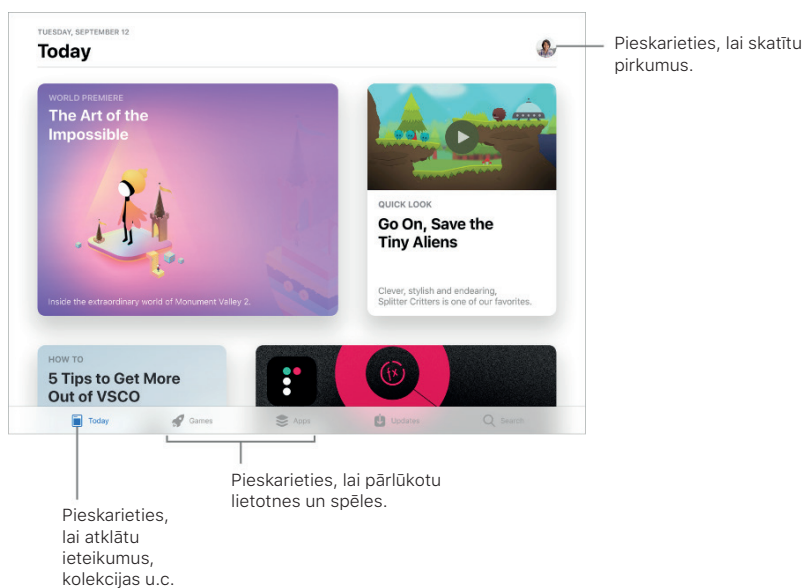 TUESDAY, SEPTEMBER 12
Today
Pieskarieties, lai skatītu
pirkumus.
WORLD PREMIERE
The Art of the
Impossible
Inside the extraordinary world of Monument Valley 2.
QUICK LOOK
Go On, Save the
Tiny Aliens
Clever, stylish and endearing,
Splitter Critters is one of our favorites.
HOW TO
5 Tips to Get More
Out of VSCO
fx
Today
Games
Apps
Updates
Search
Pieskarieties, lai pārlūkotu
lietotnes un spēles.
Pieskarieties,
lai atklātu
ieteikumus,
kolekcijas u.c.